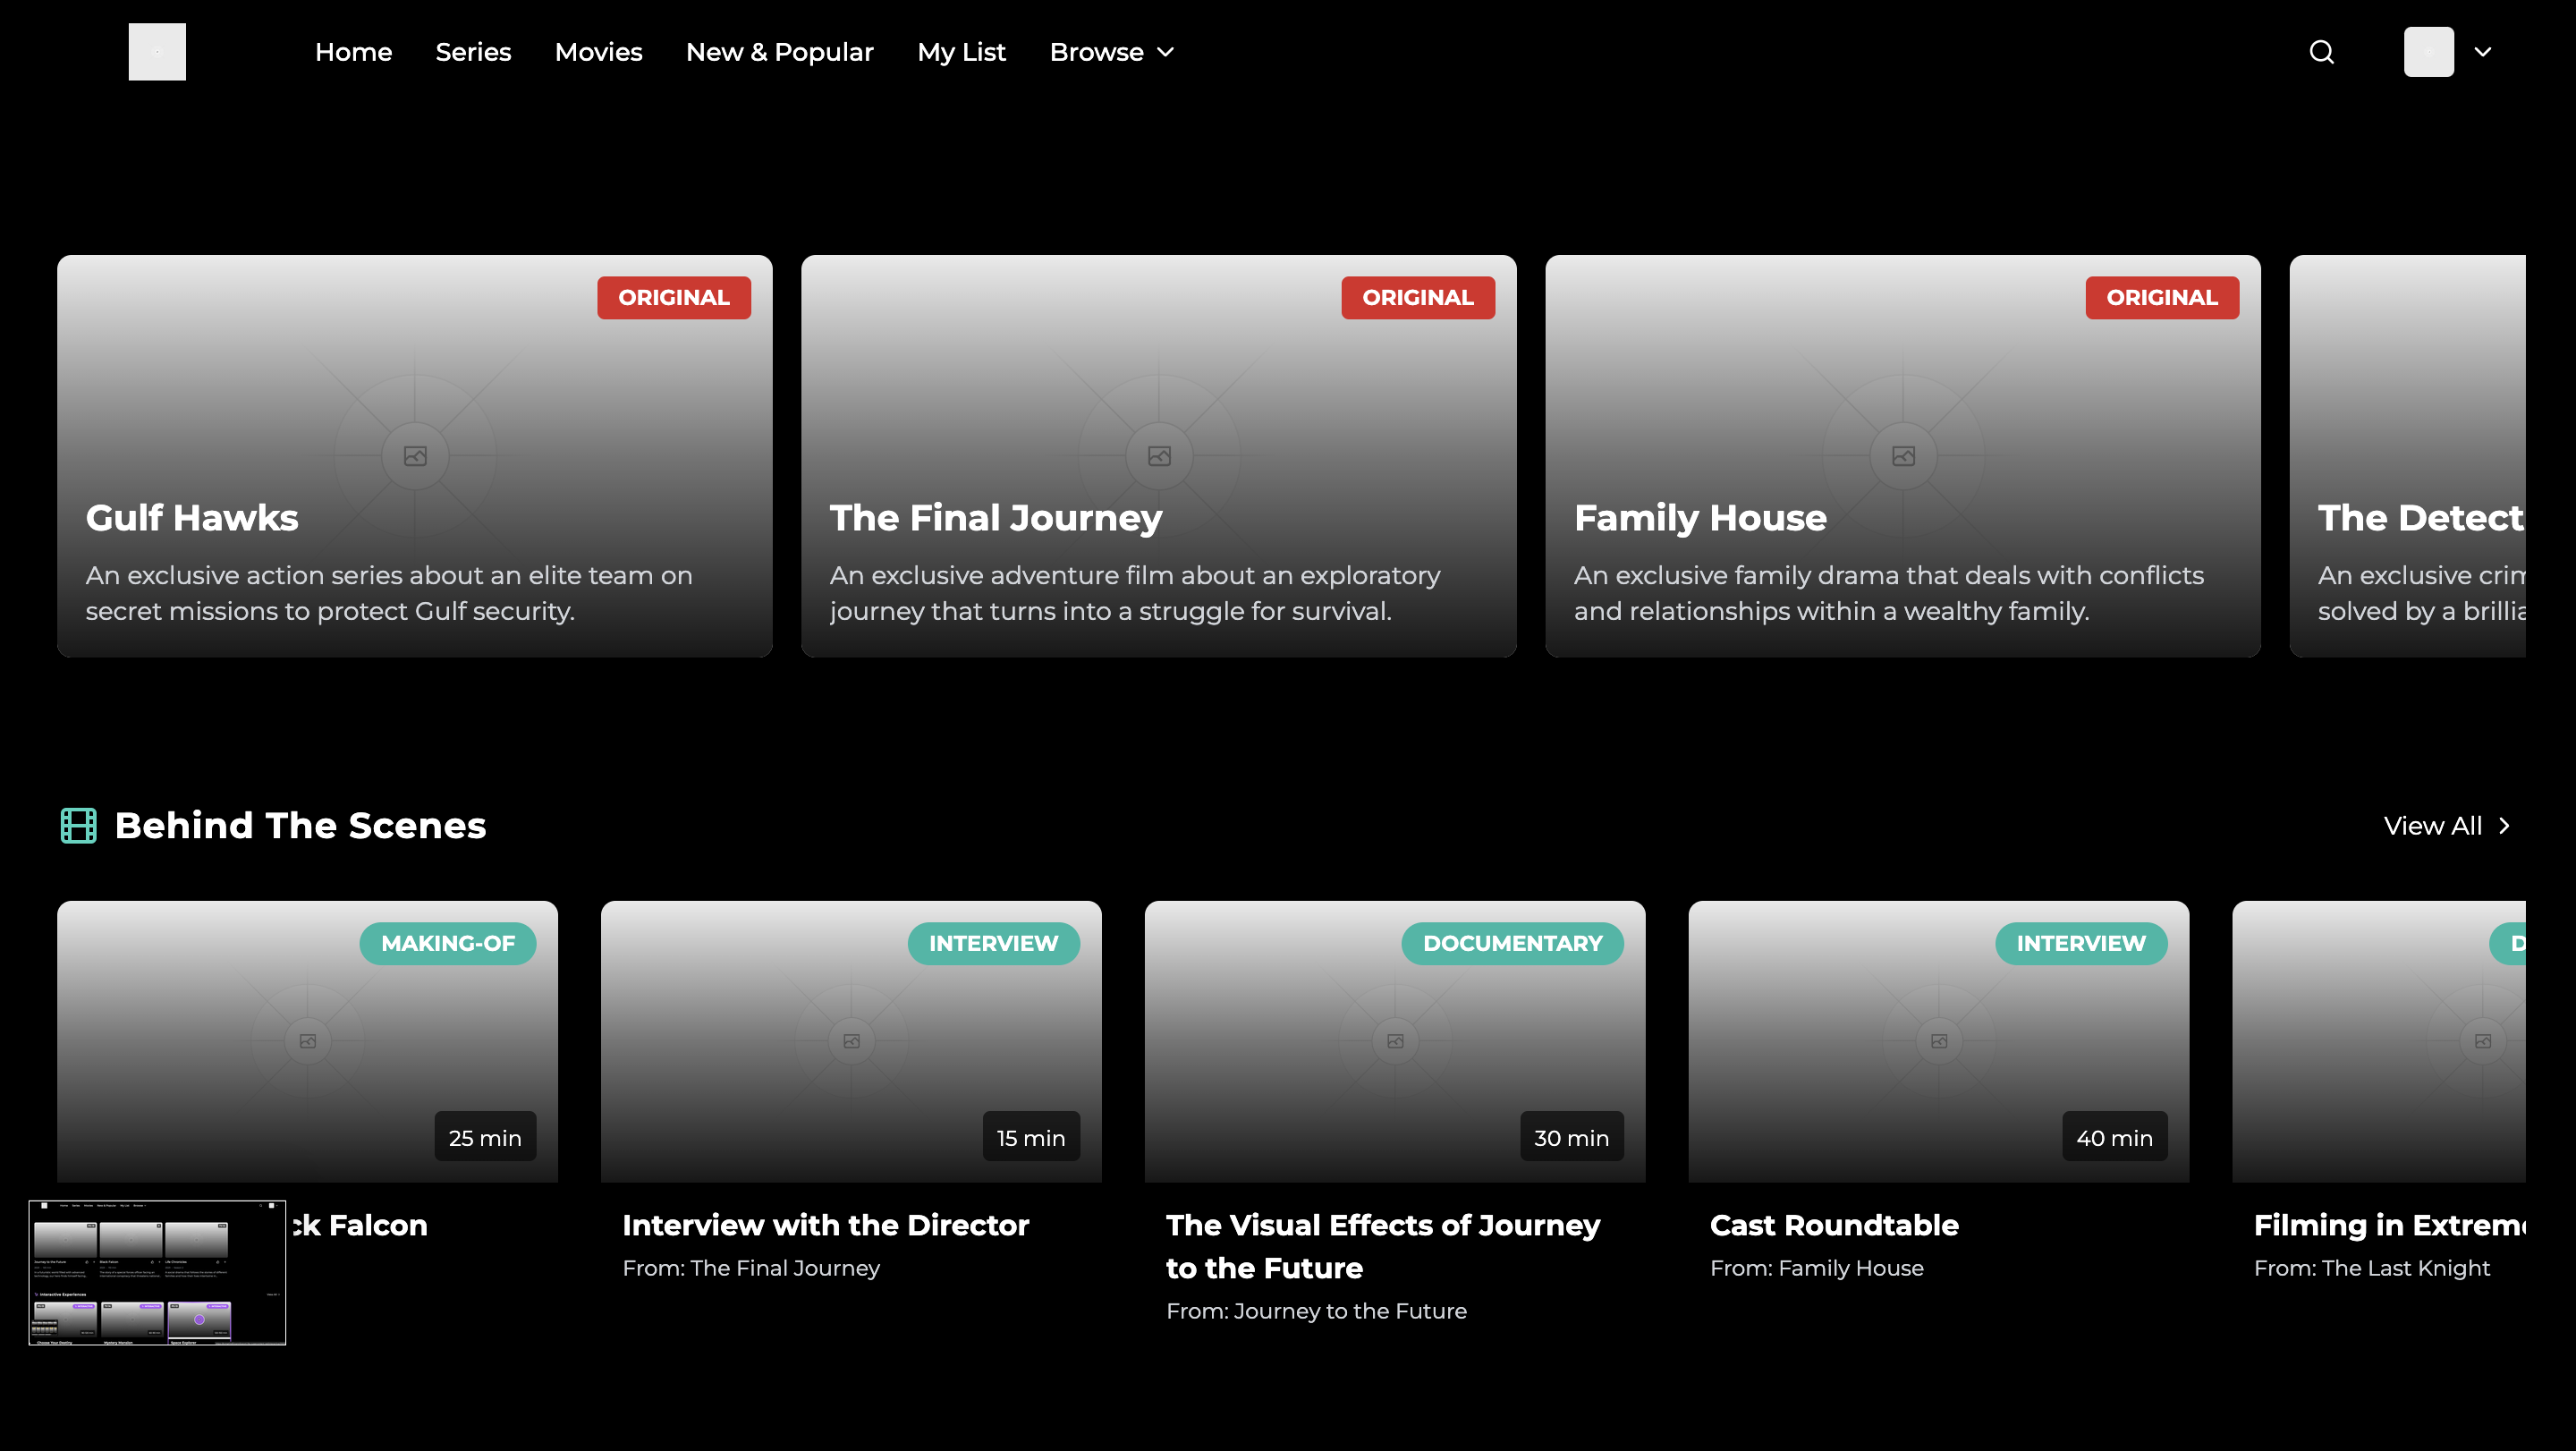 Home Series Movies New & Popular My List Browse
ORIGINAL
ORIGINAL
ORIGINAL
Gulf Hawks
An exclusive action series about an elite team on
secret missions to protect Gulf security.
The Final Journey
An exclusive adventure film about an exploratory
journey that turns into a struggle for survival.
Family House
An exclusive family drama that deals with conflicts
and relationships within a wealthy family.
The Detect
An exclusive crim
solved by a brillia
Behind The Scenes
View All
MAKING-OF
25 min
ck Falcon
INTERVIEW
15 min
Interview with the Director
From: The Final Journey
DOCUMENTARY
30 min
The Visual Effects of Journey
to the Future
From: Journey to the Future
INTERVIEW
40 min
Cast Roundtable
From: Family House
D
Filming in Extrem
From: The Last Knight
Interactive Experiences